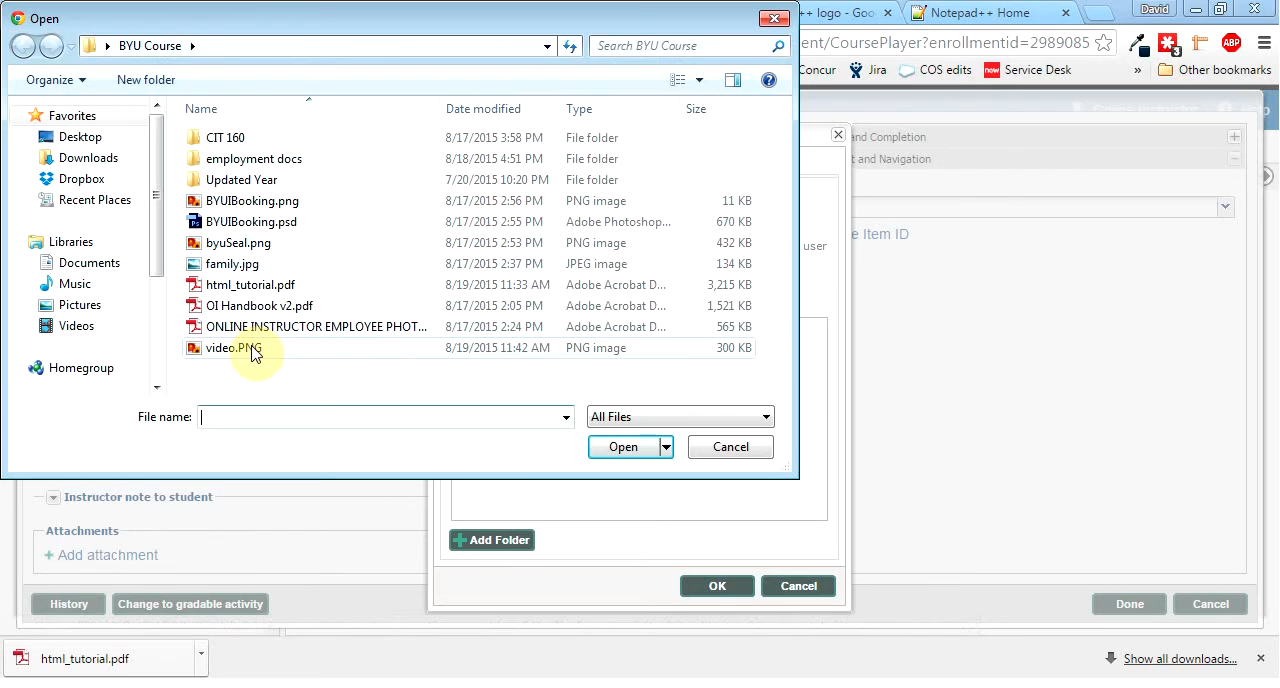 Open
BYU Course
Search BYU Course
Organize
New folder
Name
Date modified
Type
Size
Favorites
Desktop
Downloads
Dropbox
Recent Places
Libraries
Documents
Music
Pictures
Videos
Homegroup
CIT 160 8/17/2015 3:58 PM File folder
employment docs 8/18/2015 4:51 PM File folder
Updated Year 7/20/2015 10:20 PM File folder
BYUIBooking.png 8/17/2015 2:56 PM PNG image 11 KB
BYUIBooking.psd 8/17/2015 2:55 PM Adobe Photoshop... 670 KB
byuSeal.png 8/17/2015 2:53 PM PNG image 432 KB
family.jpg 8/17/2015 2:37 PM JPEG image 134 KB
html_tutorial.pdf 8/19/2015 11:33 AM Adobe Acrobat D... 3,215 KB
OI Handbook v2.pdf 8/17/2015 2:05 PM Adobe Acrobat D... 1,521 KB
ONLINE INSTRUCTOR EMPLOYEE PHOT... 8/17/2015 2:24 PM Adobe Acrobat D... 565 KB
video.PNG 8/19/2015 11:42 AM PNG image 300 KB
File name:
All Files
Open
Cancel
++ logo - Goo
Notepad++ Home
David
ent/CoursePlayer?enrollmentid=2989085
3
ABP
Concur
Jira
COS edits
now
Service Desk
»
Other bookmarks
and Completion
t and Navigation
user
e Item ID
Add Folder
OK
Cancel
Instructor note to student
Attachments
+ Add attachment
History
Change to gradable activity
Done
Cancel
html_tutorial.pdf
Show all downloads...